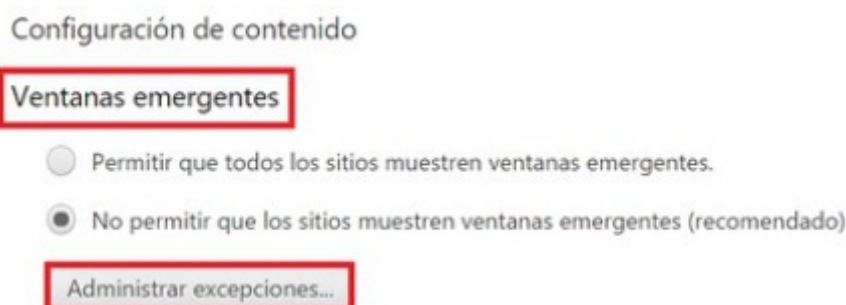 Configuración de contenido
Ventanas emergentes
Permitir que todos los sitios muestren ventanas emergentes.
No permitir que los sitios muestren ventanas emergentes (recomendado)
Administrar excepciones...